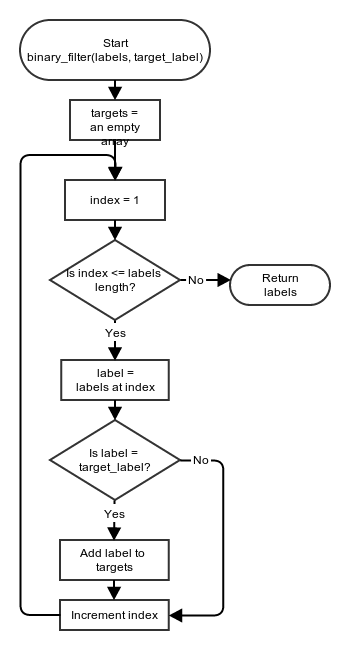 Start
binary_filter(labels, target_label)
targets =
an empty
array
index = 1
Is index <= labels
length?
No
Return
labels
Yes
label =
labels at index
Is label =
target_label?
No
Yes
Add label to
targets
Increment index